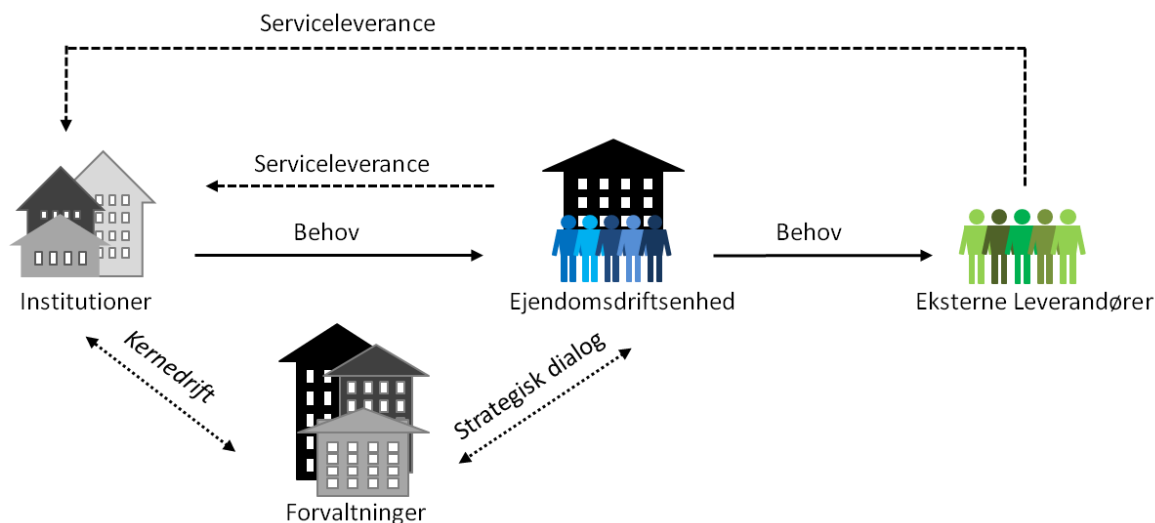 Serviceleverance
Serviceleverance
Behov
Behov
Institutioner
Ejendomsdriftsenhed
Eksterne Leverandører
Kernedrift
Strategisk dialog
Forvaltninger